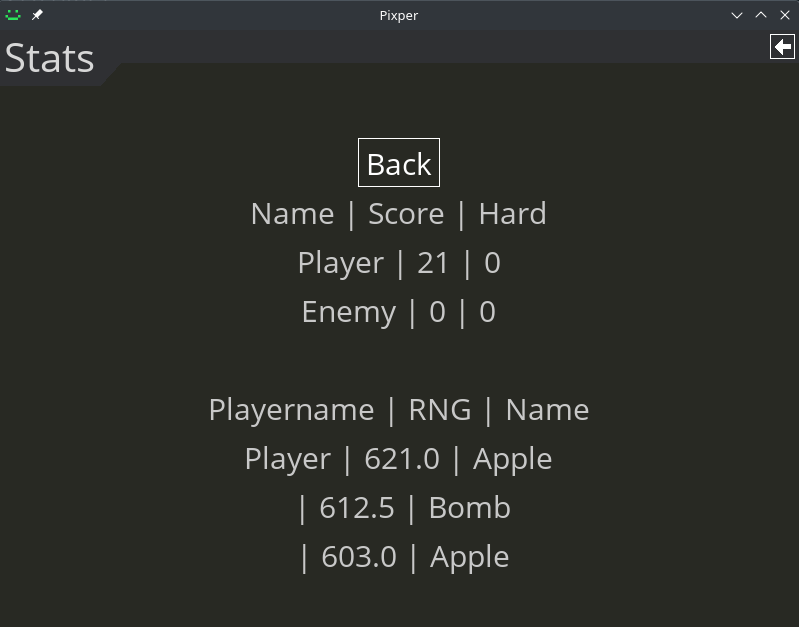 Pixper
Stats
Back
Name | Score | Hard
Player | 21 | 0
Enemy | 0 | 0
Playername | RNG | Name
Player | 621.0 | Apple
| 612.5 | Bomb
| 603.0 | Apple